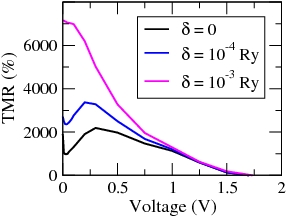 δ = 0
δ = 10⁻⁴ Ry
δ = 10⁻³ Ry
TMR (%)
6000
4000
2000
0
0 0.5 1 1.5 2
Voltage (V)